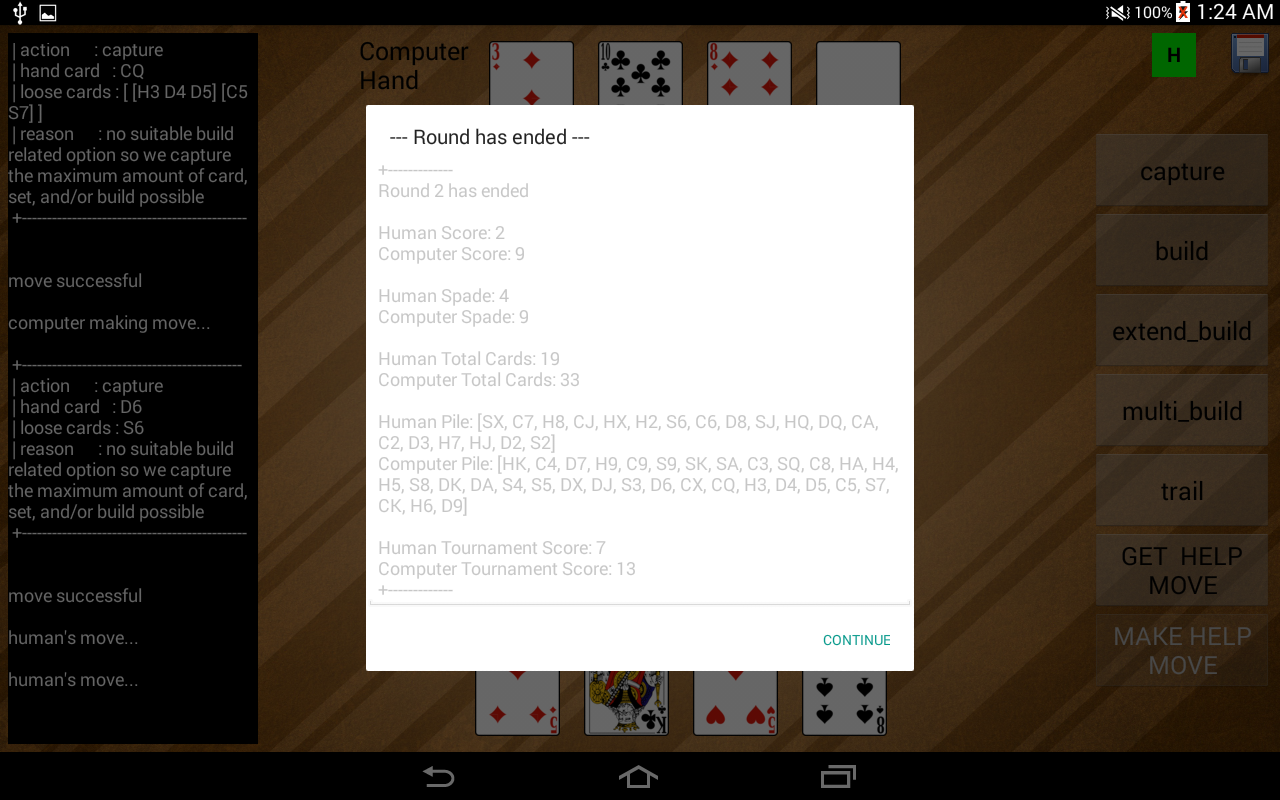 100% 1:24 AM
| action : capture
| hand card : CQ
| loose cards : [ [H3 D4 D5] [C5
S7] ]
| reason : no suitable build
related option so we capture
the maximum amount of card,
set, and/or build possible
+---------------------------------------------
move successful
computer making move...
+--------------------------------------------
| action : capture
| hand card : D6
| loose cards : S6
| reason : no suitable build
related option so we capture
the maximum amount of card,
set, and/or build possible
+---------------------------------------------
move successful
human's move...
human's move...
Computer
Hand
3
10
8
--- Round has ended ---
+-------------
Round 2 has ended
Human Score: 2
Computer Score: 9
Human Spade: 4
Computer Spade: 9
Human Total Cards: 19
Computer Total Cards: 33
Human Pile: [SX, C7, H8, CJ, HX, H2, S6, C6, D8, SJ, HQ, DQ, CA,
C2, D3, H7, HJ, D2, S2]
Computer Pile: [HK, C4, D7, H9, C9, S9, SK, SA, C3, SQ, C8, HA, H4,
H5, S8, DK, DA, S4, S5, DX, DJ, S3, D6, CX, CQ, H3, D4, D5, C5, S7,
CK, H6, D9]
Human Tournament Score: 7
Computer Tournament Score: 13
+-------------
CONTINUE
5
K
5
8
H
capture
build
extend_build
multi_build
trail
GET HELP
MOVE
MAKE HELP
MOVE